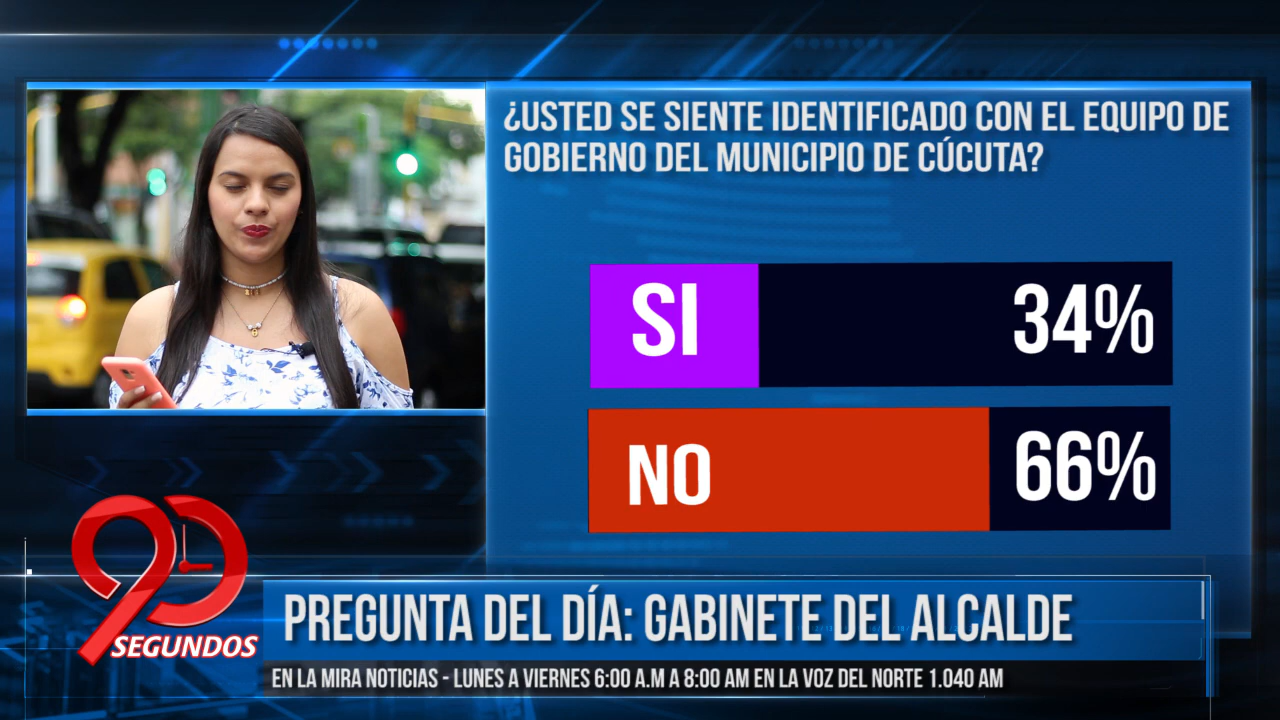 ¿USTED SE SIENTE IDENTIFICADO CON EL EQUIPO DE
GOBIERNO DEL MUNICIPIO DE CÚCUTA?
SI 34%
NO 66%
90
SEGUNDOS
PREGUNTA DEL DÍA: GABINETE DEL ALCALDE
EN LA MIRA NOTICIAS - LUNES A VIERNES 6:00 A.M A 8:00 AM EN LA VOZ DEL NORTE 1.040 AM